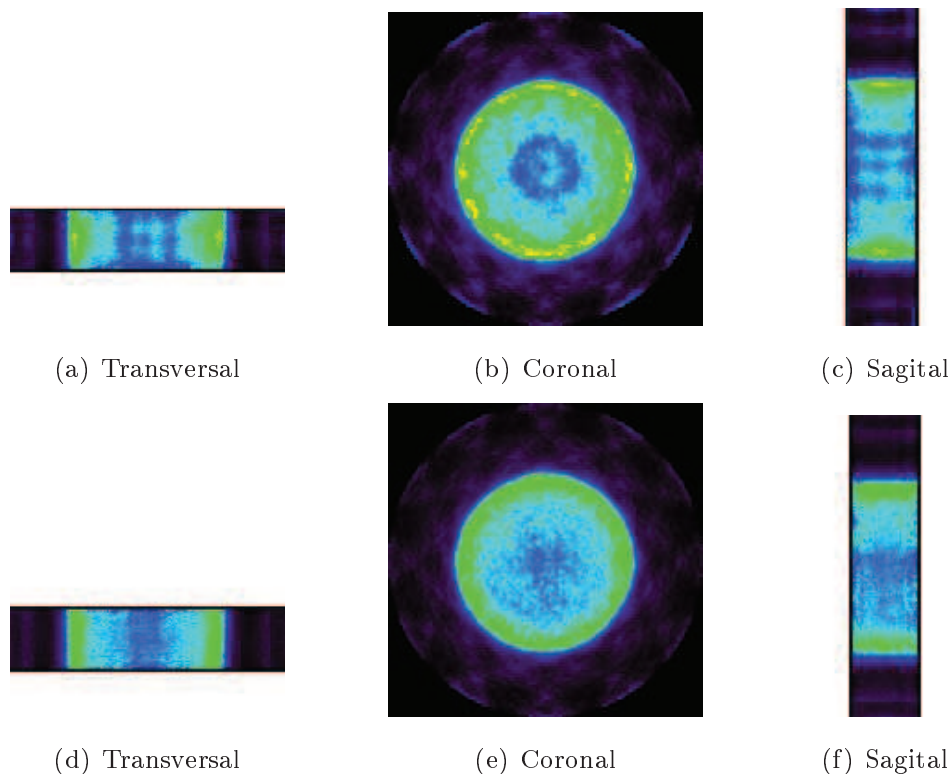 (a) Transversal
(b) Coronal
(c) Sagital
(d) Transversal
(e) Coronal
(f) Sagital